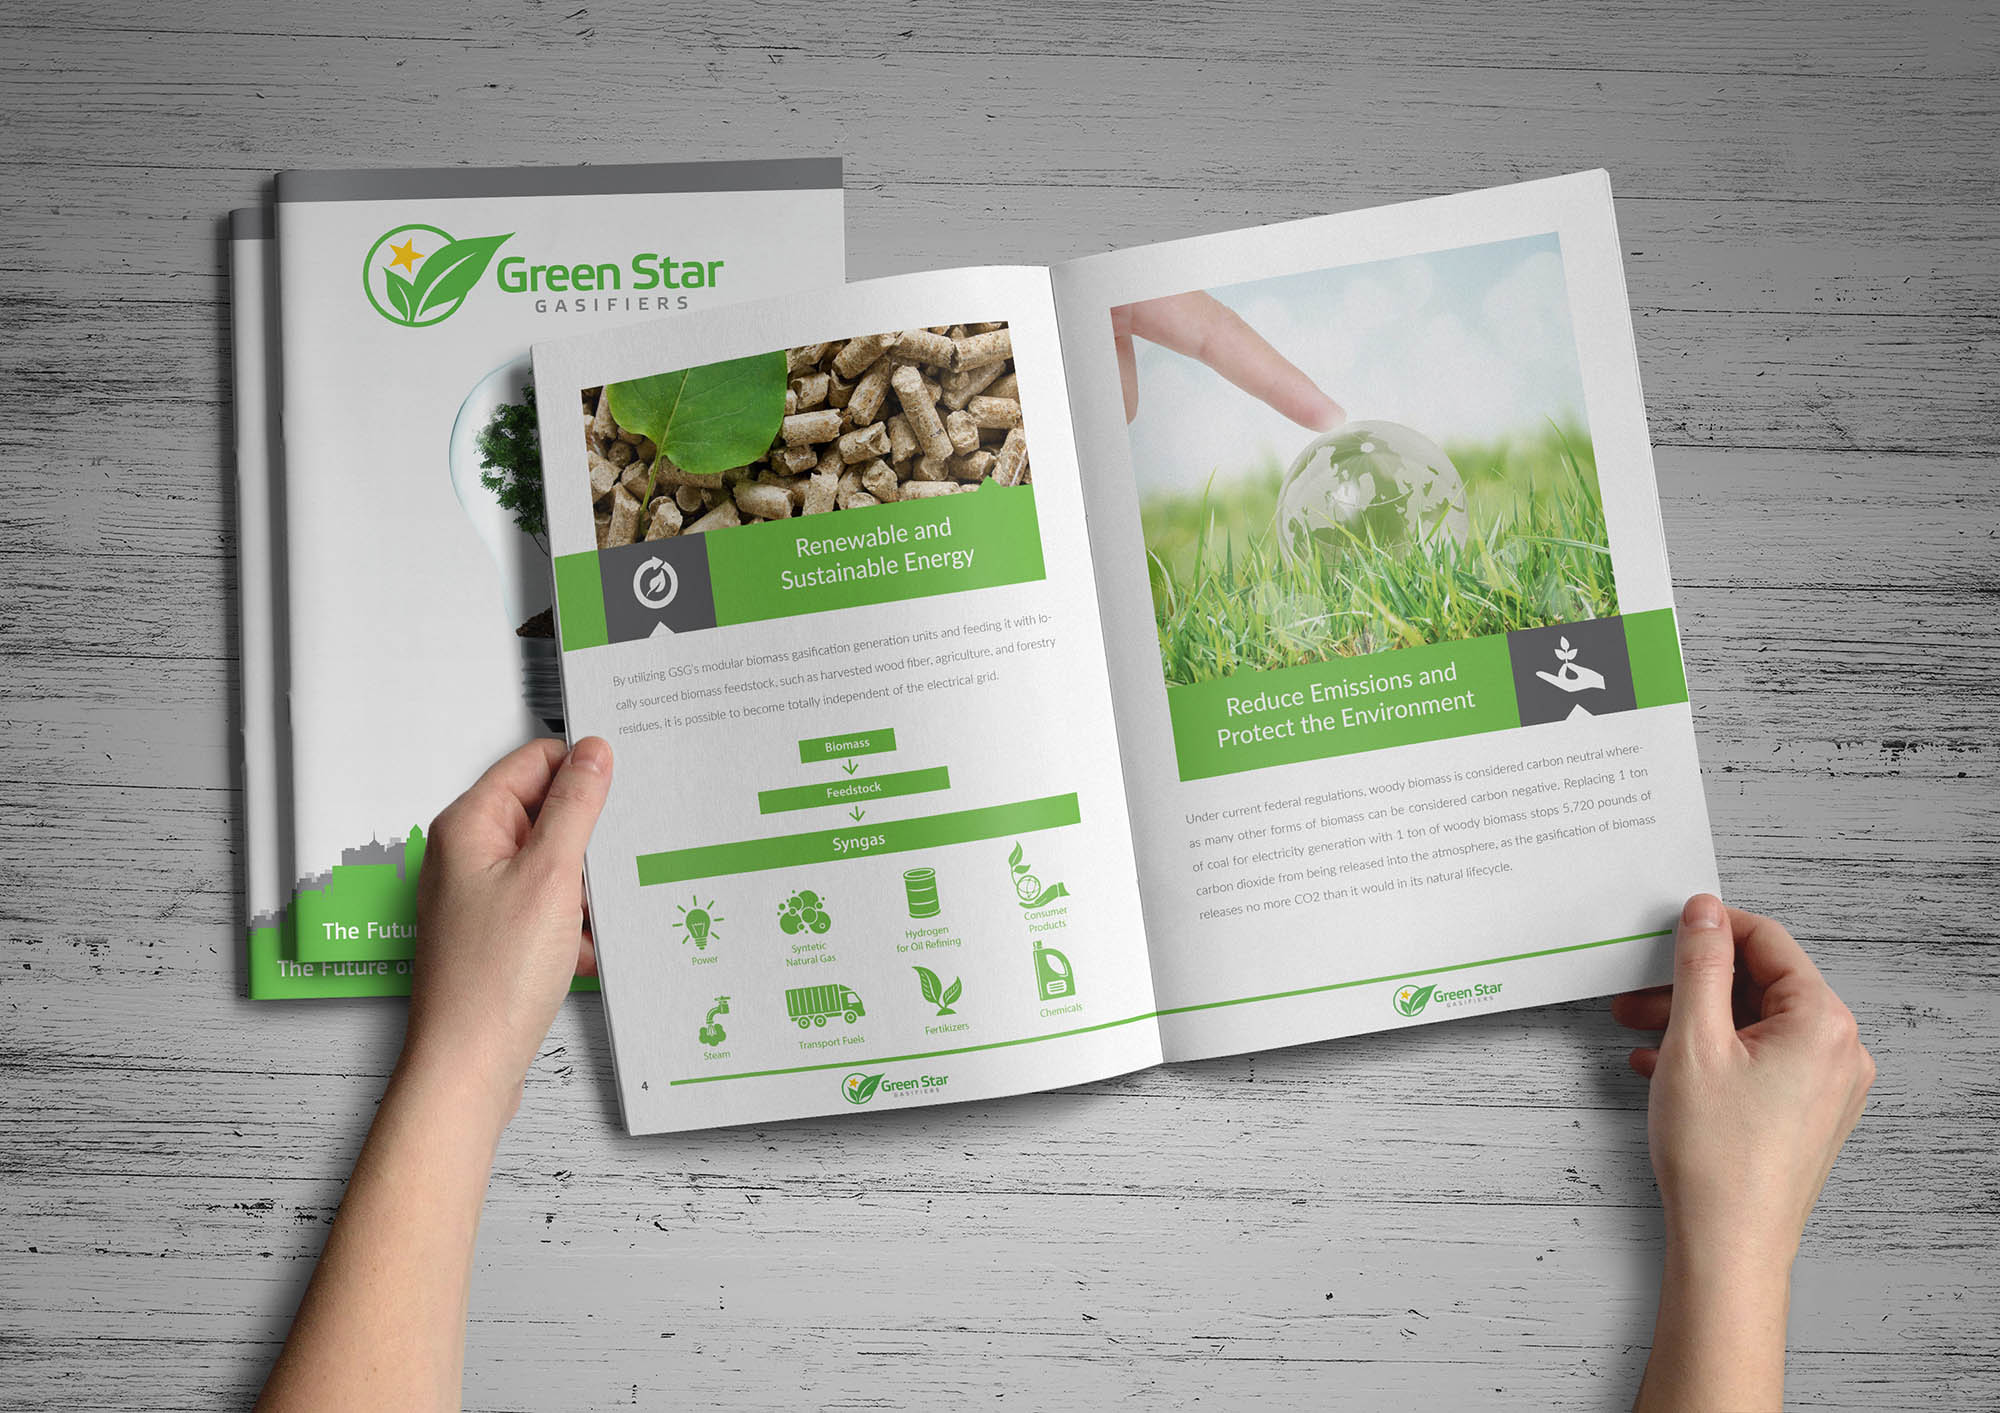 Green Star
GASIFIERS
The Futur
The Future of
Renewable and
Sustainable Energy
By utilizing GSG's modular biomass gasification generation units and feeding it with lo-
cally sourced biomass feedstock, such as harvested wood fiber, agriculture, and forestry
residues, it is possible to become totally independent of the electrical grid.
Biomass
Feedstock
Syngas
Power
Syntetic
Natural Gas
Hydrogen
for Oil Refining
Consumer
Products
Steam
Transport Fuels
Fertikizers
Chemicals
4
Green Star
GASIFIERS
Reduce Emissions and
Protect the Environment
Under current federal regulations, woody biomass is considered carbon neutral where-
as many other forms of biomass can be considered carbon negative. Replacing 1 ton
of coal for electricity generation with 1 ton of woody biomass stops 5,720 pounds of
carbon dioxide from being released into the atmosphere, as the gasification of biomass
releases no more CO2 than it would in its natural lifecycle.
Green Star
GASIFIERS